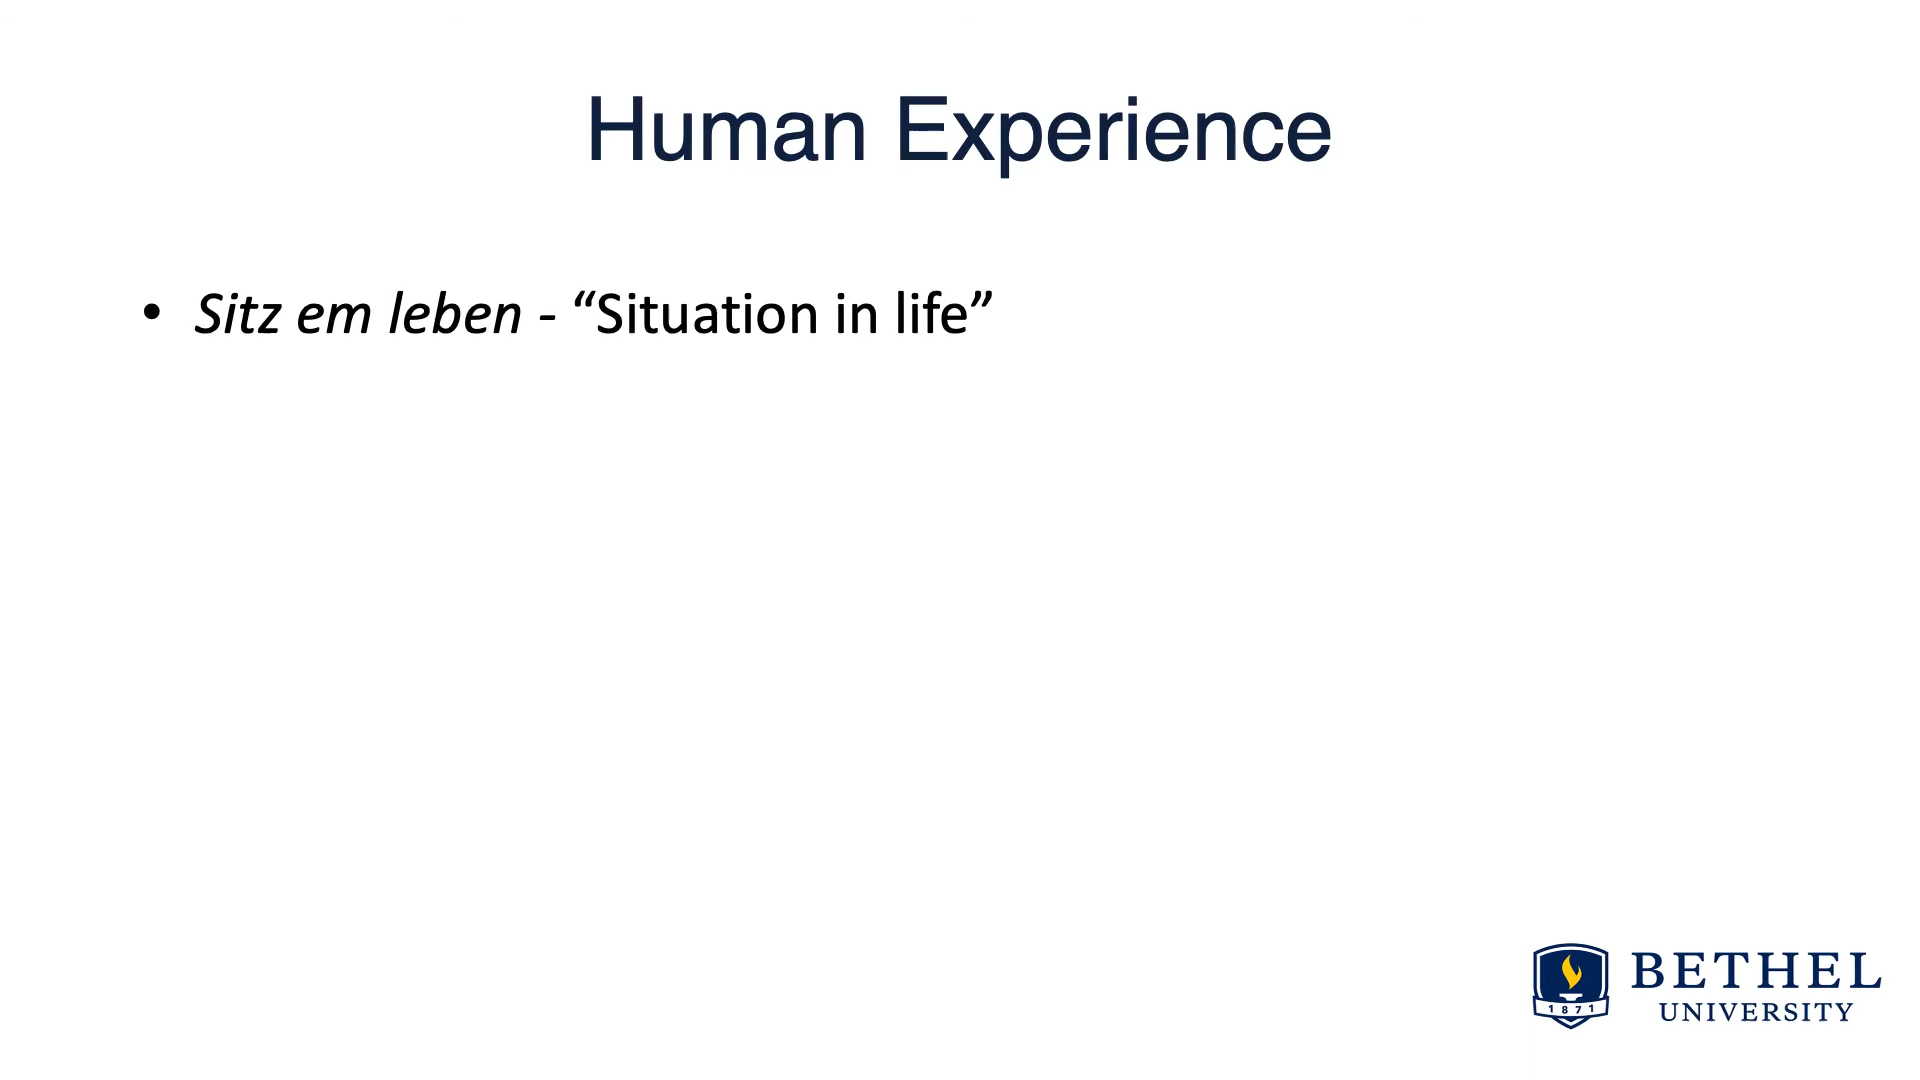 Human Experience
• Sitz em leben - “Situation in life”
BETHEL
UNIVERSITY
1871